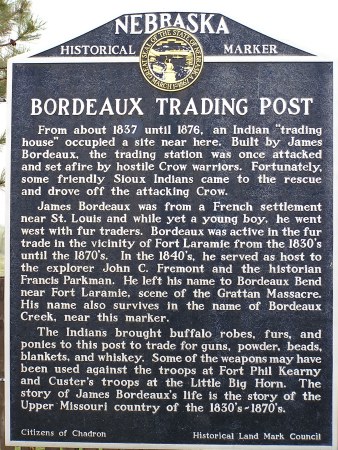 NEBRASKA
HISTORICAL MARKER
BORDEAUX TRADING POST
From about 1837 until 1876, an Indian "trading
house" occupied a site near here. Built by James
Bordeaux, the trading station was once attacked
and set afire by hostile Crow warriors. Fortunately,
some friendly Sioux Indians came to the rescue
and drove off the attacking Crow.
James Bordeaux was from a French settlement
near St. Louis and while yet a young boy, he went
west with fur traders. Bordeaux was active in the fur
trade in the vicinity of Fort Laramie from the 1830's
until the 1870's. In the 1840's, he served as host to
the explorer John C. Fremont and the historian
Francis Parkman. He left his name to Bordeaux Bend
near Fort Laramie, scene of the Grattan Massacre.
His name also survives in the name of Bordeaux
Creek, near this marker.
The Indians brought buffalo robes, furs, and
ponies to this post to trade for guns, powder, beads,
blankets, and whiskey. Some of the weapons may have
been used against the troops at Fort Phil Kearny
and Custer's troops at the Little Big Horn. The
story of James Bordeaux's life is the story of the
Upper Missouri country of the 1830's-1870's.
Citizens of Chadron Historical Land Mark Council